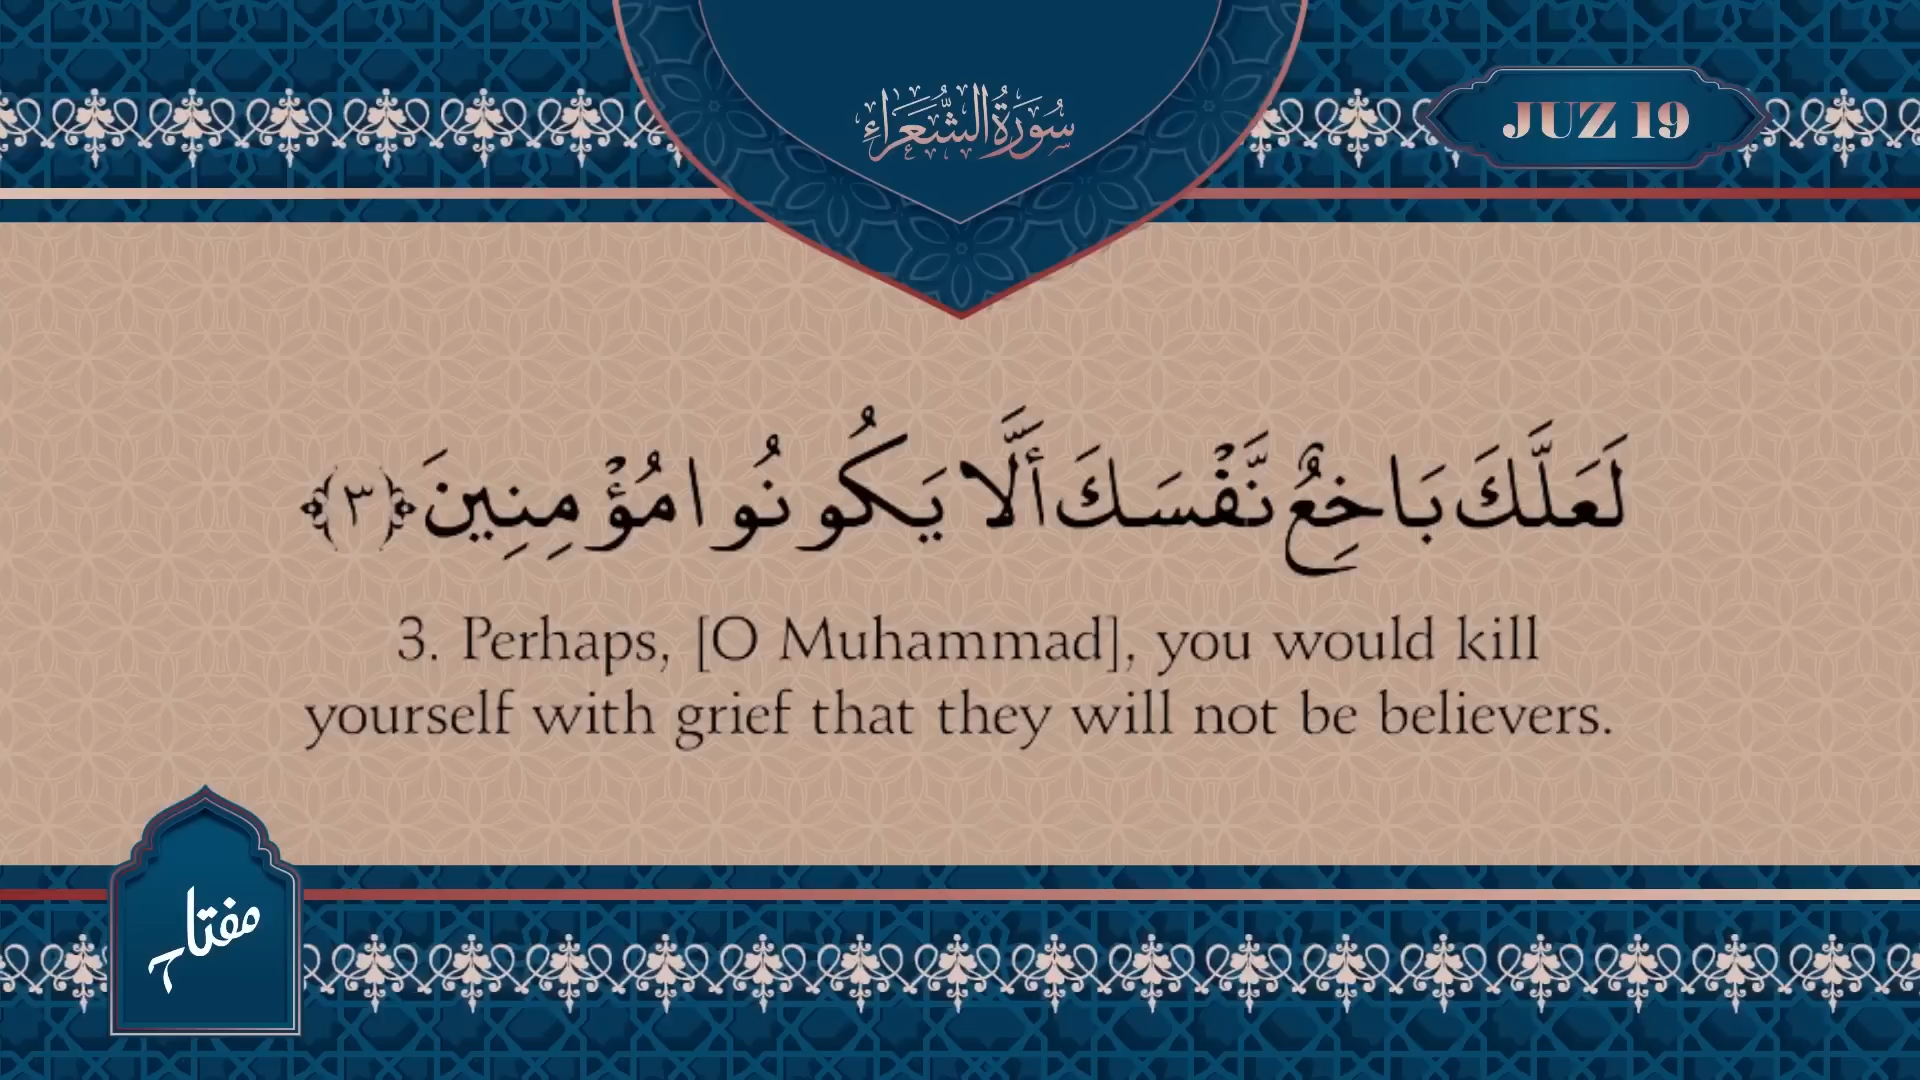 سُورَةُ الشُّعَرَاءِ
JUZ 19
لَعَلَّكَ بَاخِعٌ نَّفْسَكَ أَلَّا يَكُونُوا مُؤْمِنِينَ ﴿٣﴾
3. Perhaps, [O Muhammad], you would kill
yourself with grief that they will not be believers.
مفتاح